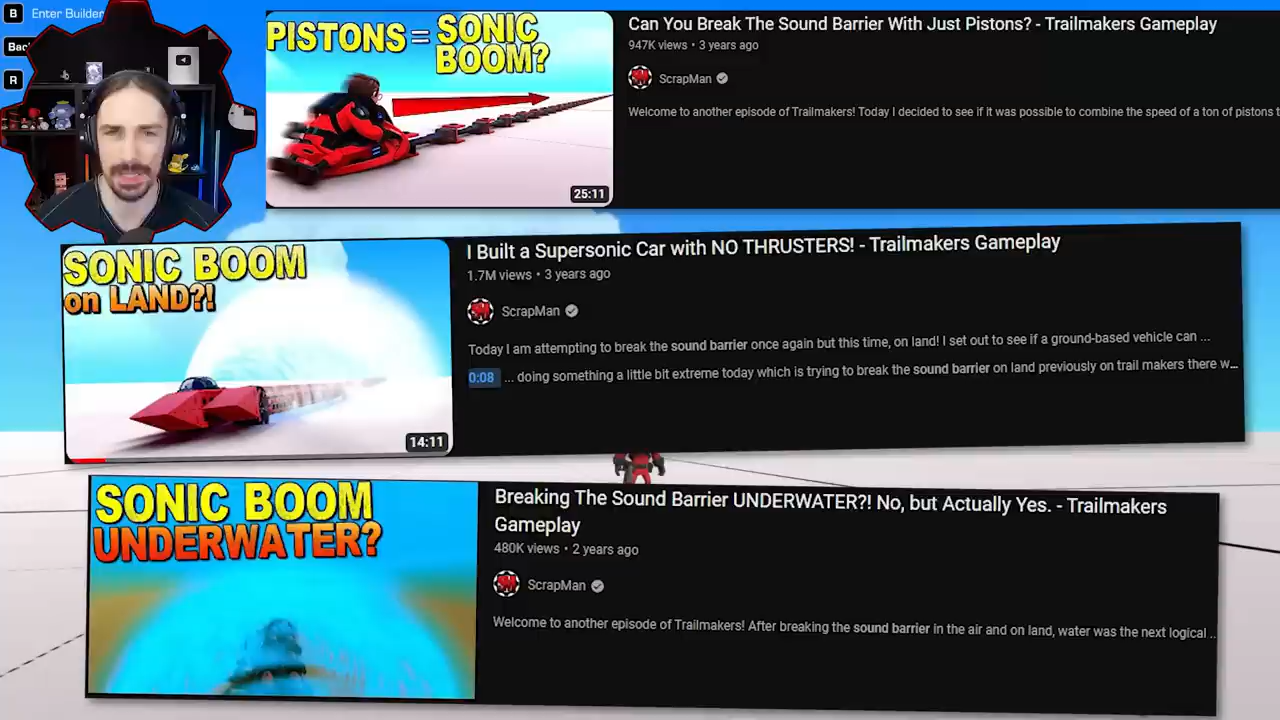 B Enter Builder
Bac
R
PISTONS = SONIC
BOOM?
25:11
Can You Break The Sound Barrier With Just Pistons? - Trailmakers Gameplay
947K views • 3 years ago
ScrapMan
Welcome to another episode of Trailmakers! Today I decided to see if it was possible to combine the speed of a ton of pistons t
SONIC BOOM
on LAND?!
14:11
I Built a Supersonic Car with NO THRUSTERS! - Trailmakers Gameplay
1.7M views • 3 years ago
ScrapMan
Today I am attempting to break the sound barrier once again but this time, on land! I set out to see if a ground-based vehicle can ...
0:08 ... doing something a little bit extreme today which is trying to break the sound barrier on land previously on trail makers there w...
SONIC BOOM
UNDERWATER?
Breaking The Sound Barrier UNDERWATER?! No, but Actually Yes. - Trailmakers
Gameplay
480K views • 2 years ago
ScrapMan
Welcome to another episode of Trailmakers! After breaking the sound barrier in the air and on land, water was the next logical ...